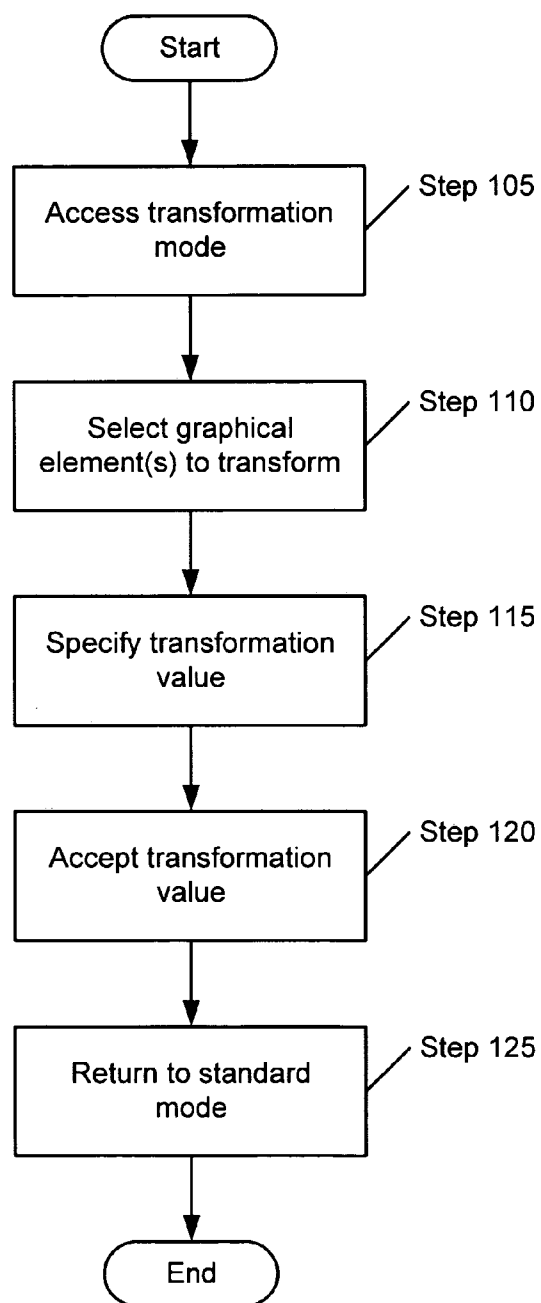 Start
Access transformation
mode
Step 105
Select graphical
element(s) to transform
Step 110
Specify transformation
value
Step 115
Accept transformation
value
Step 120
Return to standard
mode
Step 125
End